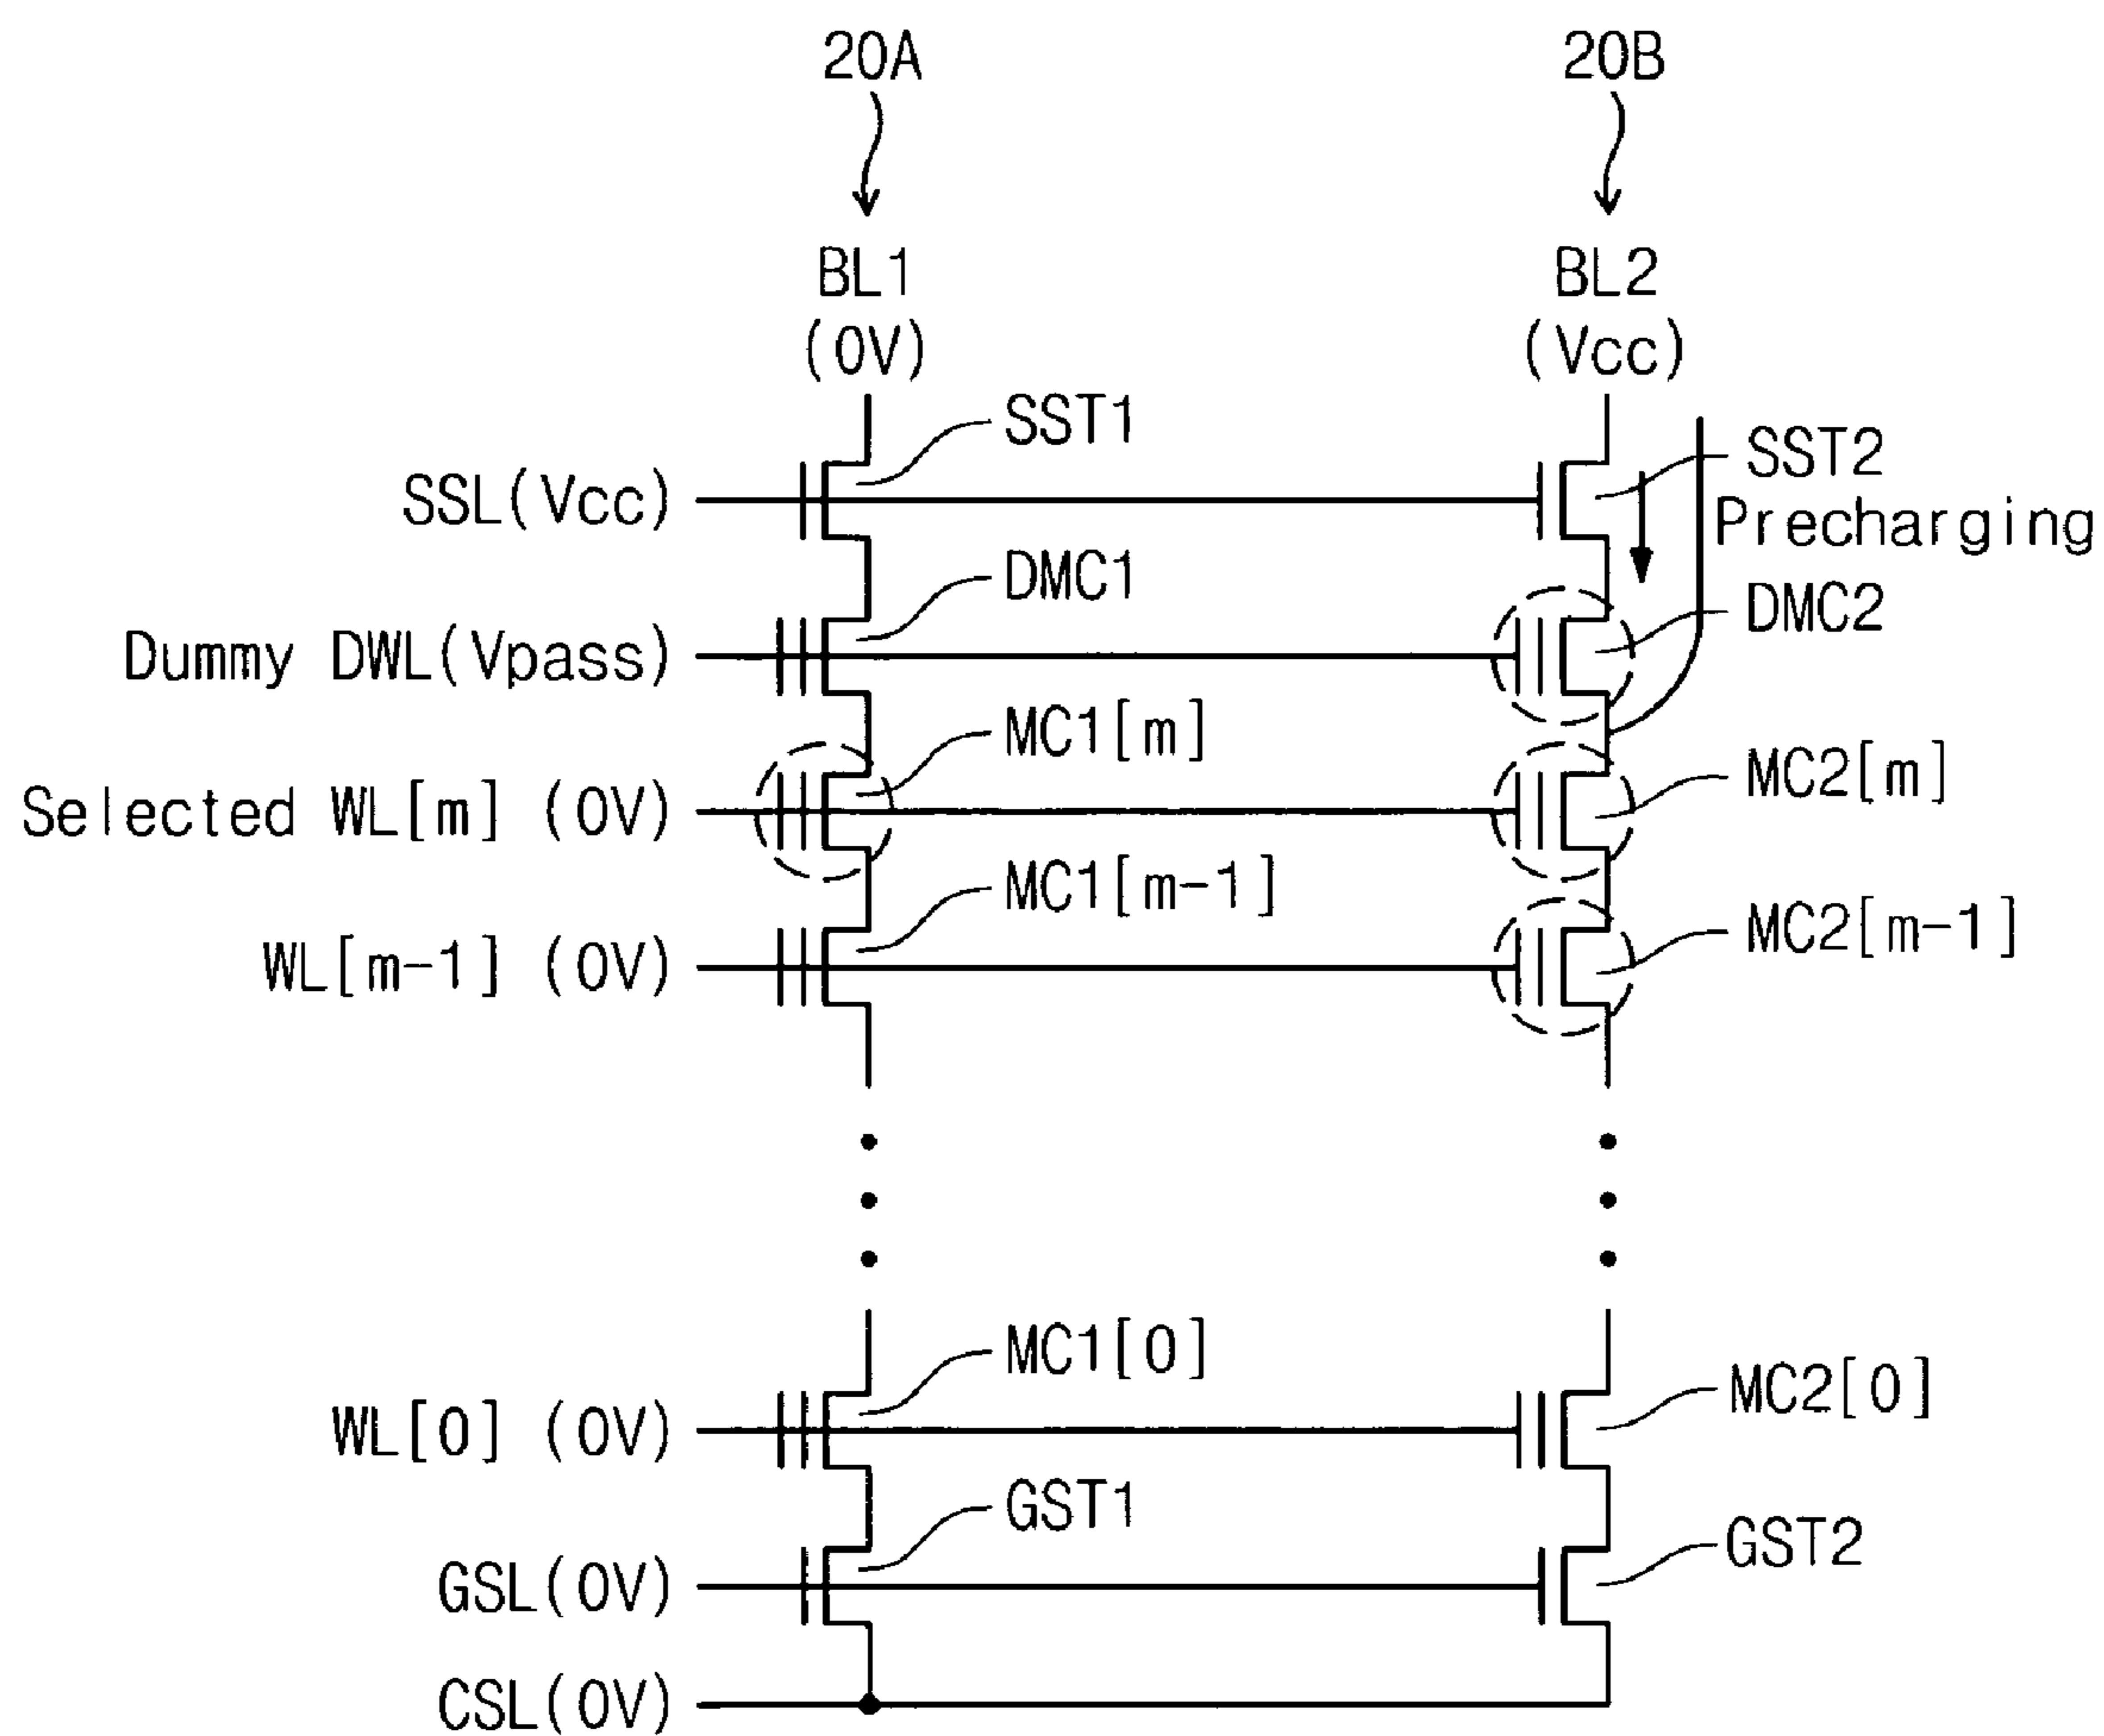 20A
20B
BL1
(0V)
BL2
(Vcc)
SSL(Vcc)
SST1
SST2
Precharging
Dummy DWL(Vpass)
DMC1
DMC2
Selected WL[m] (0V)
MC1[m]
MC2[m]
WL[m-1] (0V)
MC1[m-1]
MC2[m-1]
WL[0] (0V)
MC1[0]
MC2[0]
GSL(0V)
GST1
GST2
CSL(0V)